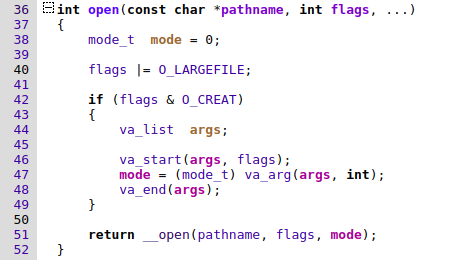 36 int open(const char *pathname, int flags, ...)
37 {
38     mode_t  mode = 0;
39
40     flags |= O_LARGEFILE;
41
42     if (flags & O_CREAT)
43     {
44         va_list  args;
45
46         va_start(args, flags);
47         mode = (mode_t) va_arg(args, int);
48         va_end(args);
49     }
50
51     return __open(pathname, flags, mode);
52 }